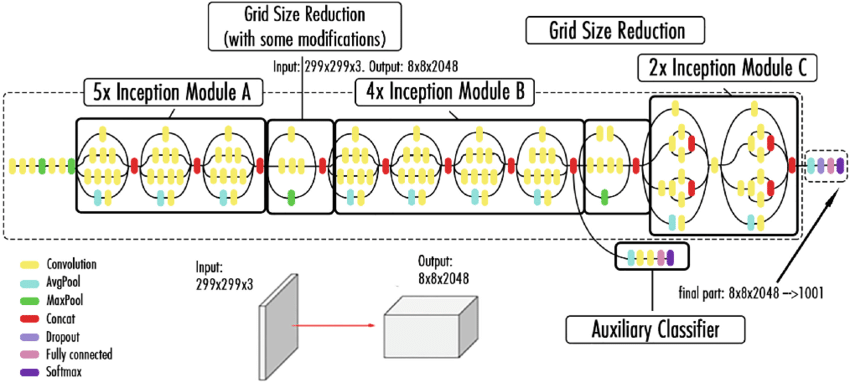 Grid Size Reduction
(with some modifications)
Grid Size Reduction
Input: 299x299x3. Output: 8x8x2048
5x Inception Module A
4x Inception Module B
2x Inception Module C
Convolution
AvgPool
MaxPool
Concat
Dropout
Fully connected
Softmax
Input:
299x299x3
Output:
8x8x2048
final part: 8x8x2048 -->1001
Auxiliary Classifier